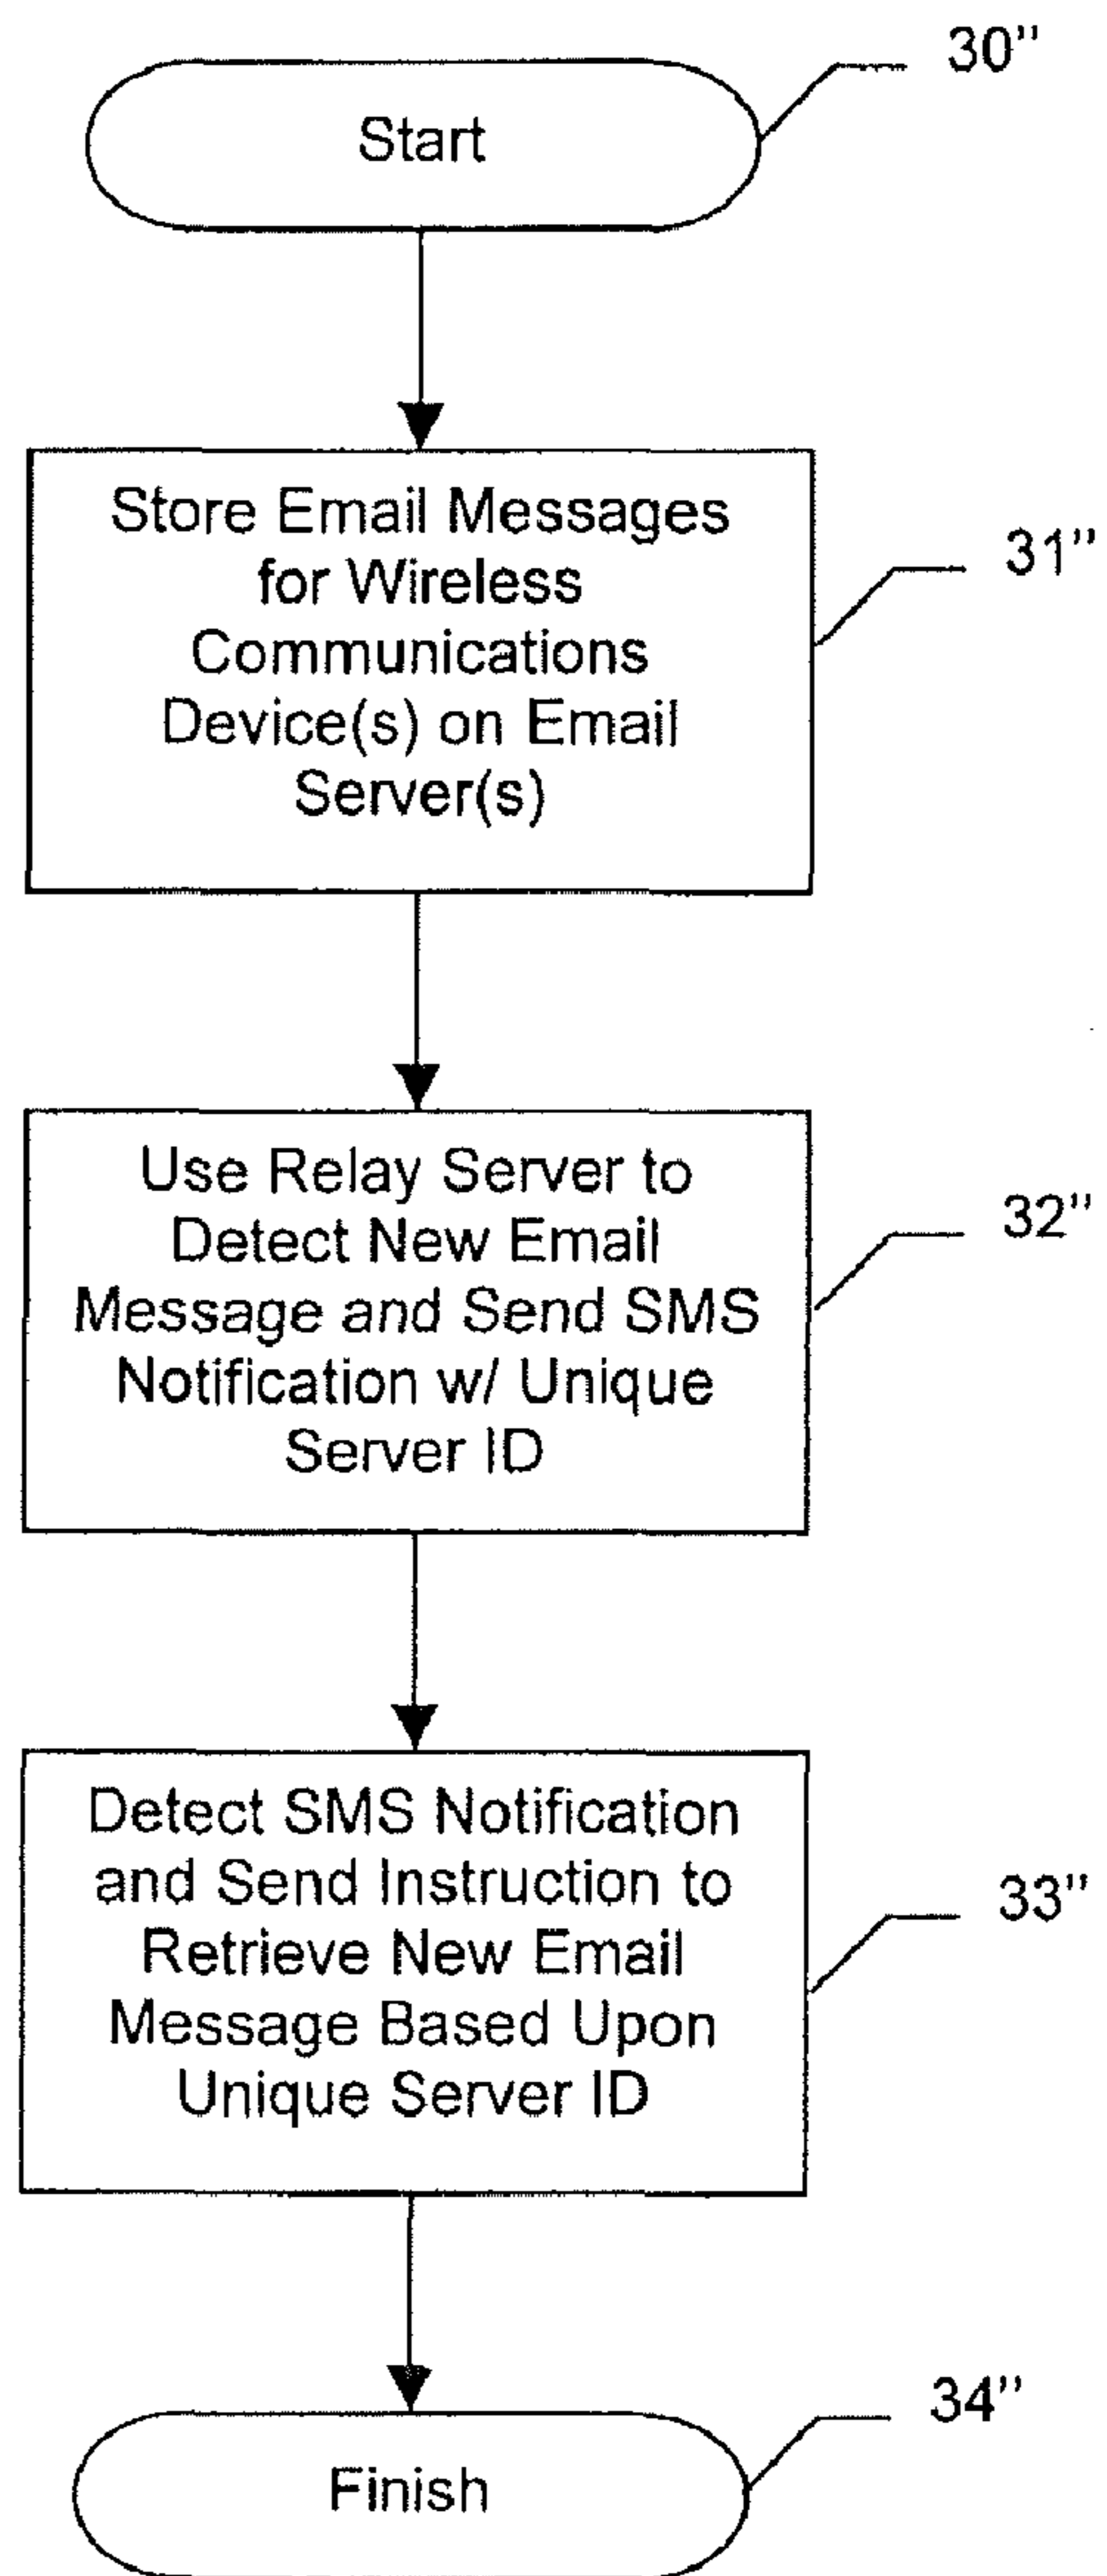 30''
Start
Store Email Messages
for Wireless
Communications
Device(s) on Email
Server(s)
31''
Use Relay Server to
Detect New Email
Message and Send SMS
Notification w/ Unique
Server ID
32''
Detect SMS Notification
and Send Instruction to
Retrieve New Email
Message Based Upon
Unique Server ID
33''
34''
Finish